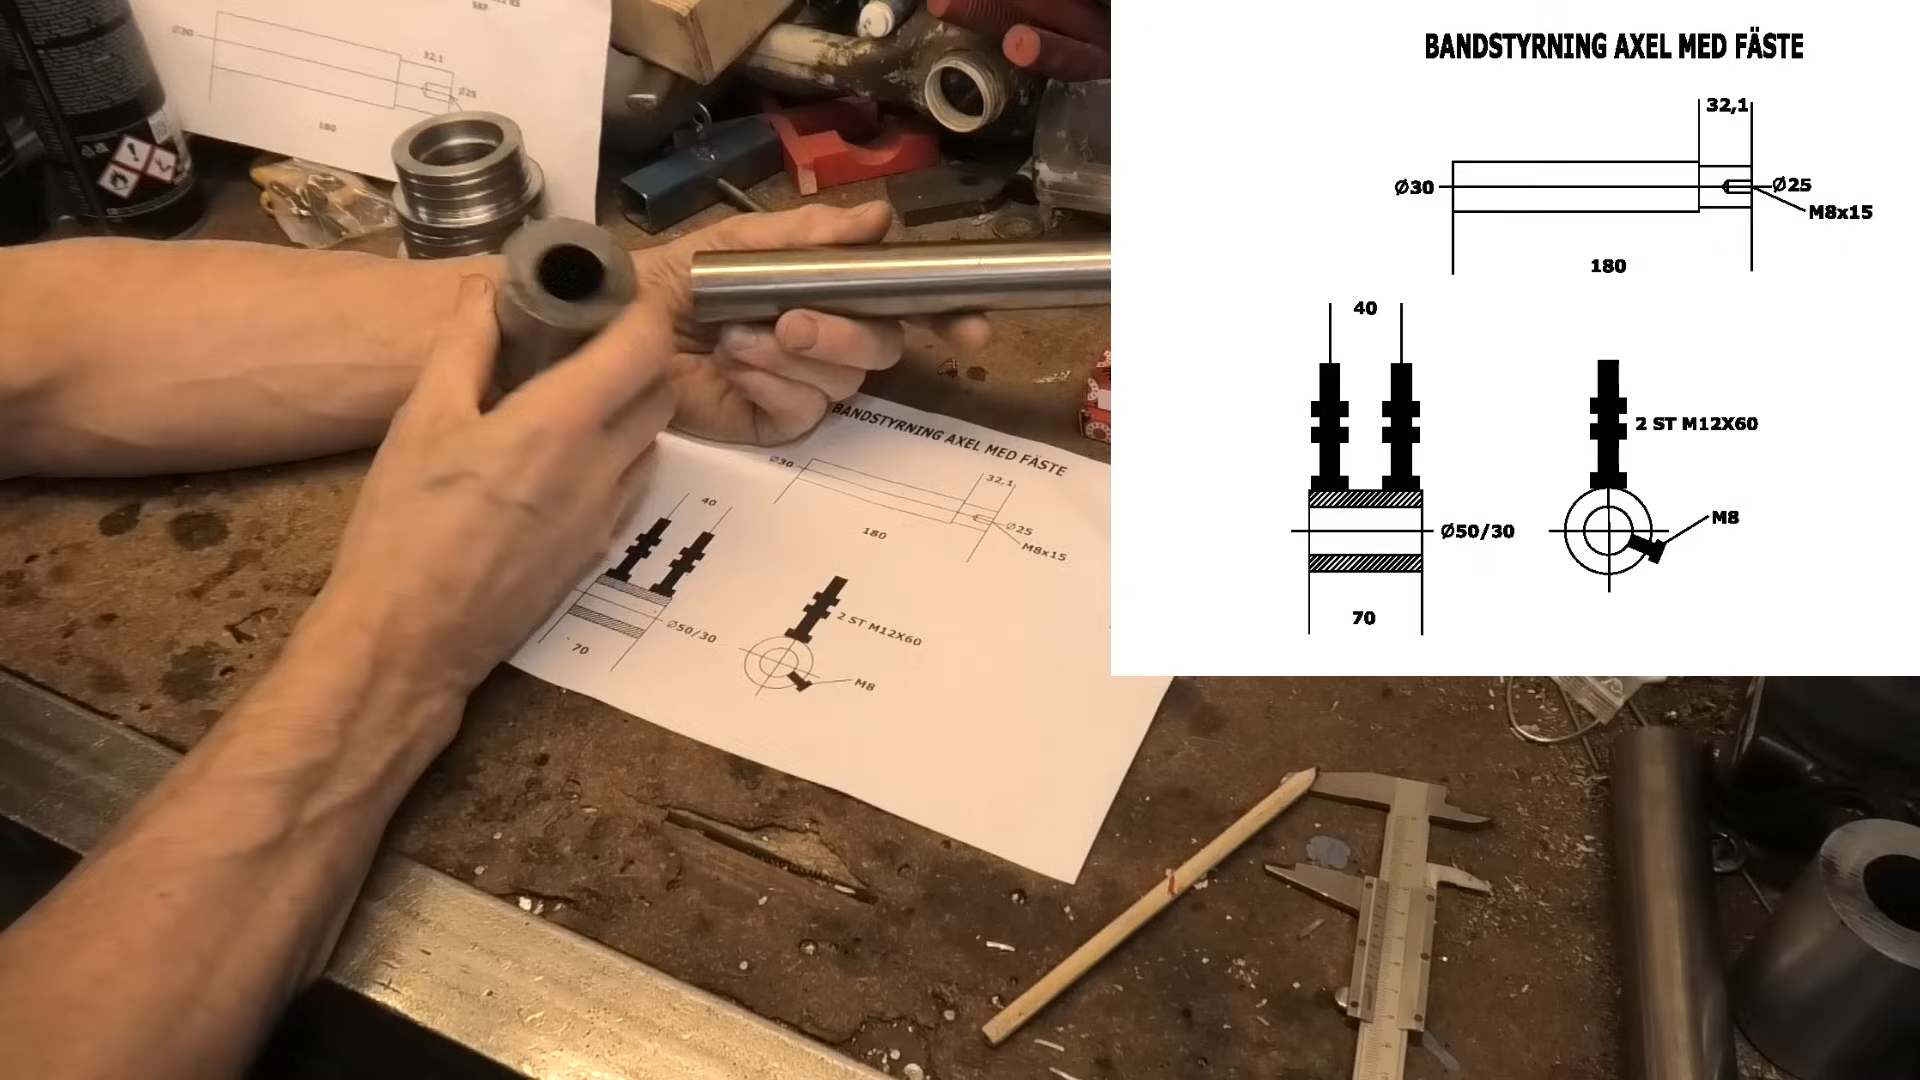 SKF
Ø30
32,1
Ø25
180
BANDSTYRNING AXEL MED FÄSTE
Ø30
32,1
Ø25
M8x15
180
40
2 ST M12X60
Ø50/30
70
M8
BANDSTYRNING AXEL MED FÄSTE
32,1
Ø30
Ø25
M8x15
180
40
2 ST M12X60
M8
Ø50/30
70